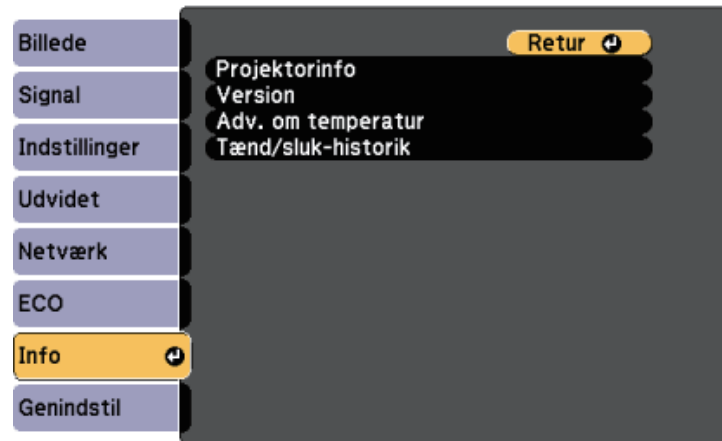 Billede
Signal
Indstillinger
Udvidet
Netværk
ECO
Info
Genindstil
Retur
Projektorinfo
Version
Adv. om temperatur
Tænd/sluk-historik